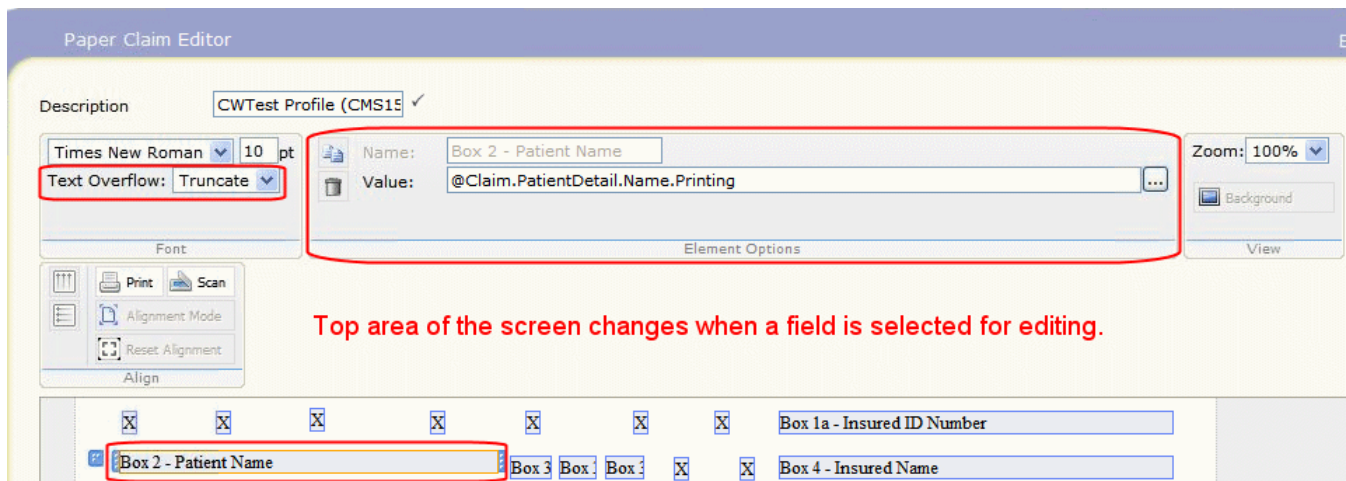 Paper Claim Editor
E
Description CWTest Profile (CMS15
Times New Roman 10 pt
Text Overflow: Truncate
Font
Name: Box 2 - Patient Name
Value: @Claim.PatientDetail.Name.Printing ...
Element Options
Zoom: 100%
Background
View
Print Scan
Alignment Mode
Reset Alignment
Align
Top area of the screen changes when a field is selected for editing.
X X X X X X X Box 1a - Insured ID Number
Box 2 - Patient Name Box 3 Box Box X X Box 4 - Insured Name